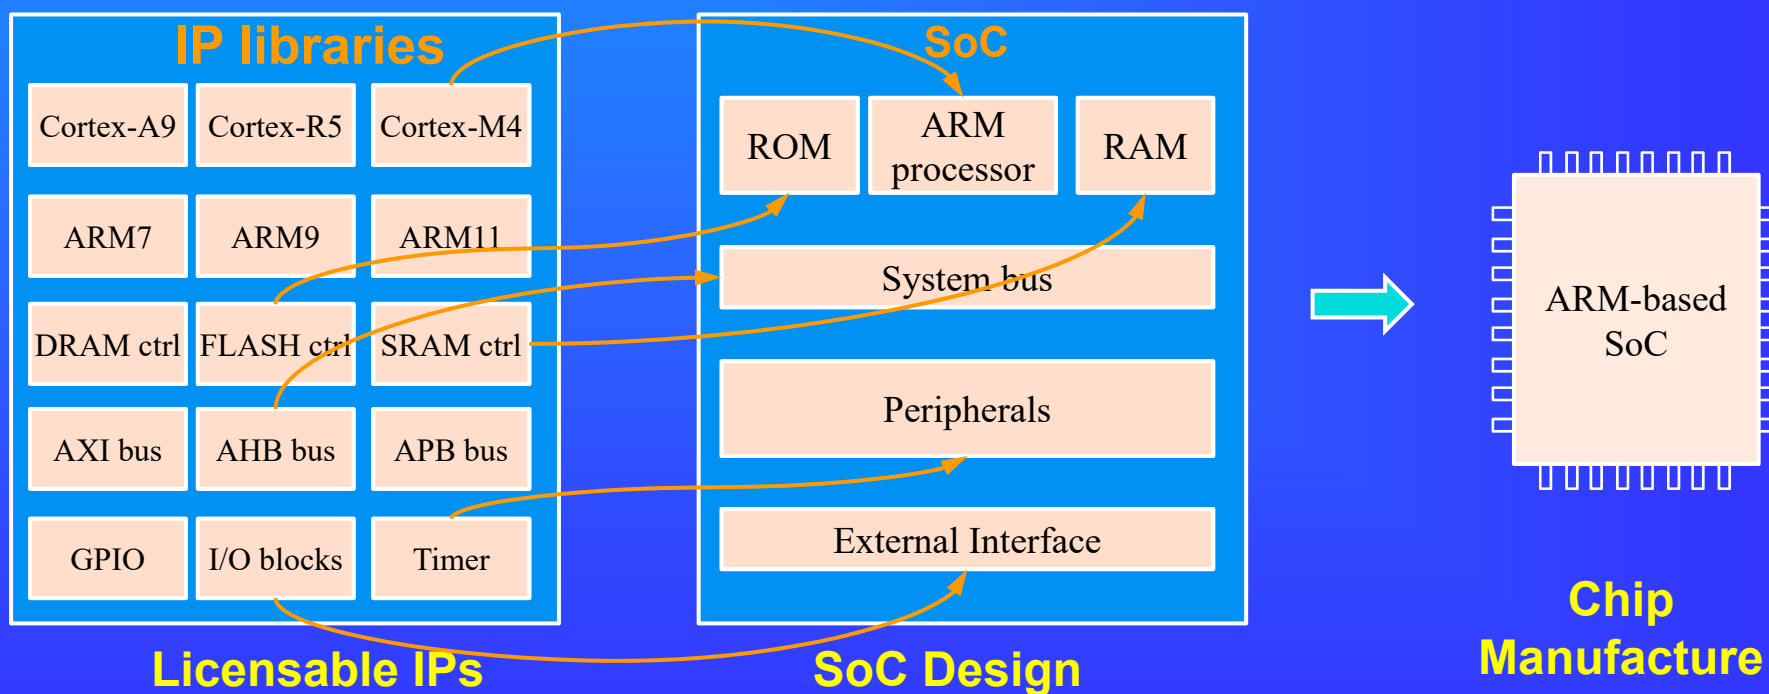 IP libraries
Cortex-A9
Cortex-R5
Cortex-M4
ARM7
ARM9
ARM11
DRAM ctrl
FLASH ctrl
SRAM ctrl
AXI bus
AHB bus
APB bus
GPIO
I/O blocks
Timer
Licensable IPs
SoC
ROM
ARM
processor
RAM
System bus
Peripherals
External Interface
SoC Design
ARM-based
SoC
Chip
Manufacture